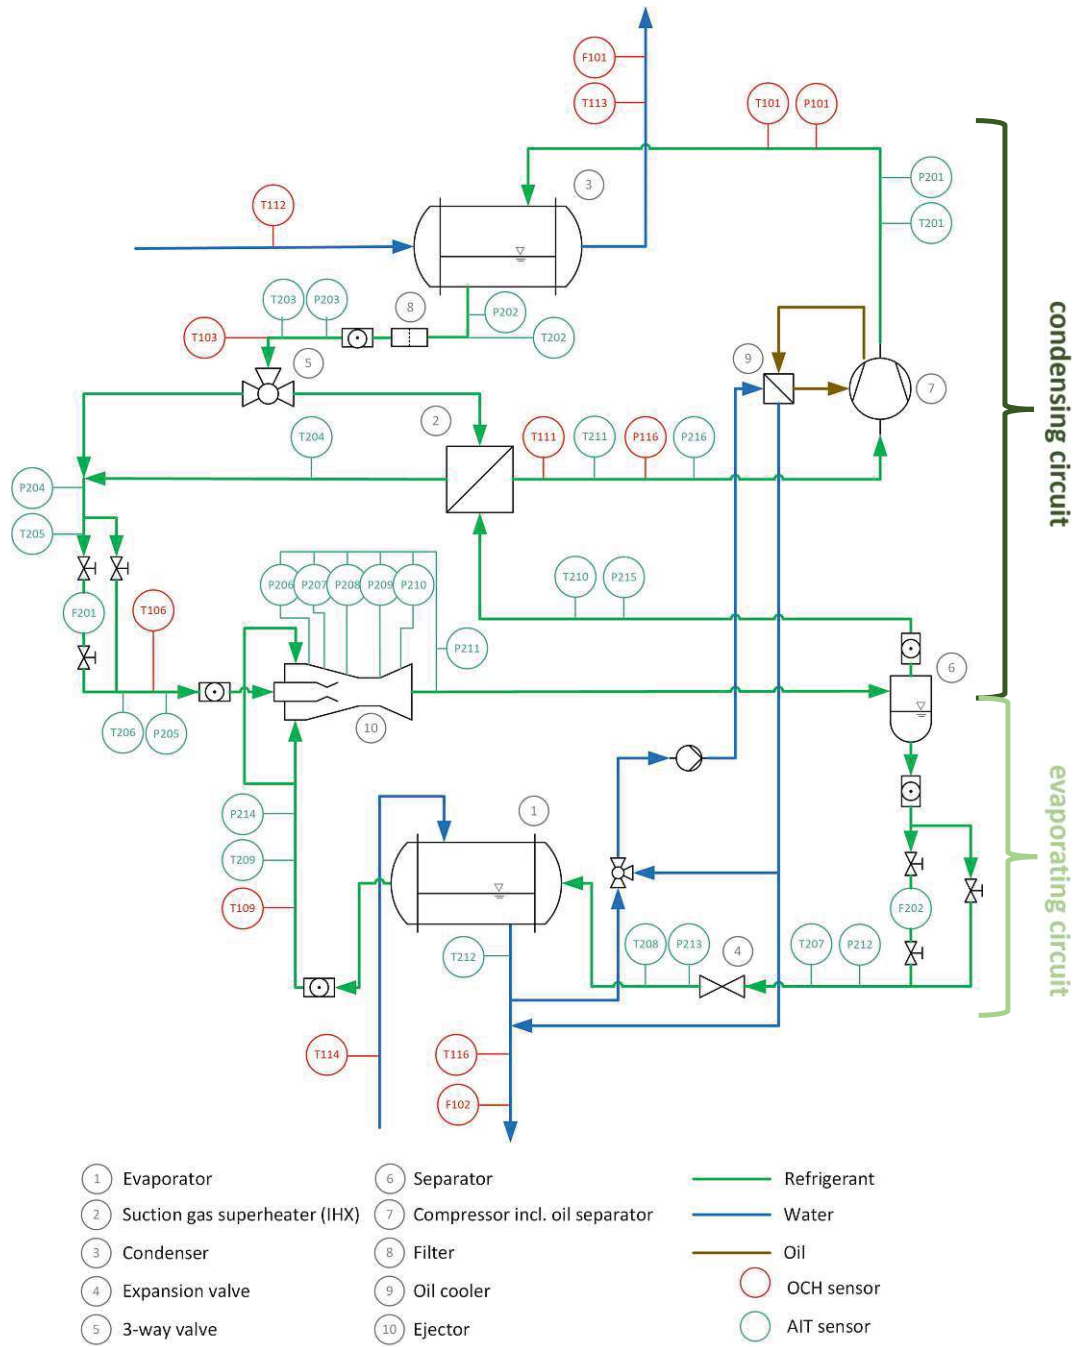 F101
T113
T101
P101
P201
T201
3
T112
T203
P203
8
P202
T202
T103
5
9
7
2
T204
T111
T211
P116
P216
condensing circuit
P204
T205
T210
P215
P206
P207
P208
P209
P210
F201
T106
P211
6
T206
P205
10
evaporating circuit
P214
1
T209
T109
F202
T212
T208
P213
4
T207
P212
T114
T116
F102
1 Evaporator
2 Suction gas superheater (IHX)
3 Condenser
4 Expansion valve
5 3-way valve
6 Separator
7 Compressor incl. oil separator
8 Filter
9 Oil cooler
10 Ejector
Refrigerant
Water
Oil
OCH sensor
AIT sensor